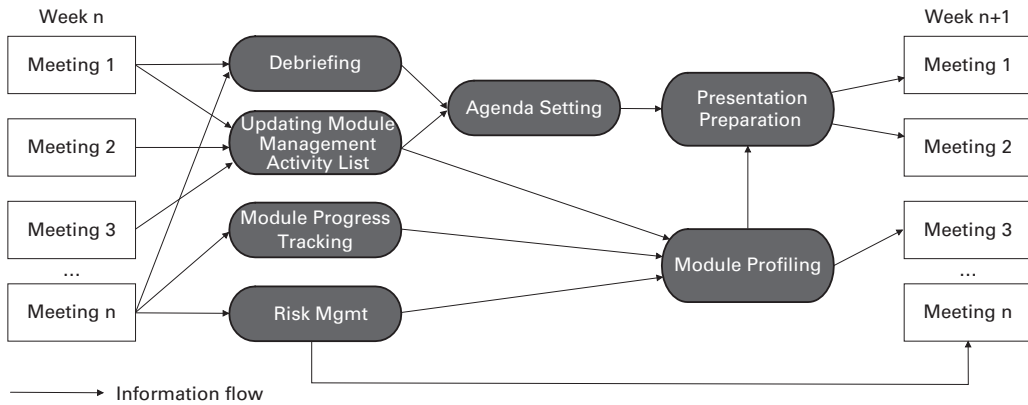 Week n
Week n+1
Meeting 1
Debriefing
Meeting 1
Agenda Setting
Presentation
Preparation
Meeting 2
Updating Module
Management
Activity List
Meeting 2
Meeting 3
Module Progress
Tracking
Module Profiling
Meeting 3
...
...
Meeting n
Risk Mgmt
Meeting n
Information flow